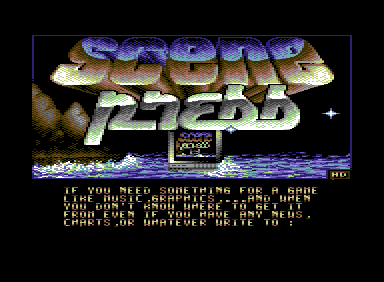 SCENE
PRESS
HD
IF YOU NEED SOMETHING FOR A GAME
LIKE MUSIC,GRAPHICS....AND WHEN
YOU DON'T KNOW WHERE TO GET IT
FROM EVEN IF YOU HAVE ANY NEWS,
CHARTS,OR WHATEVER WRITE TO :